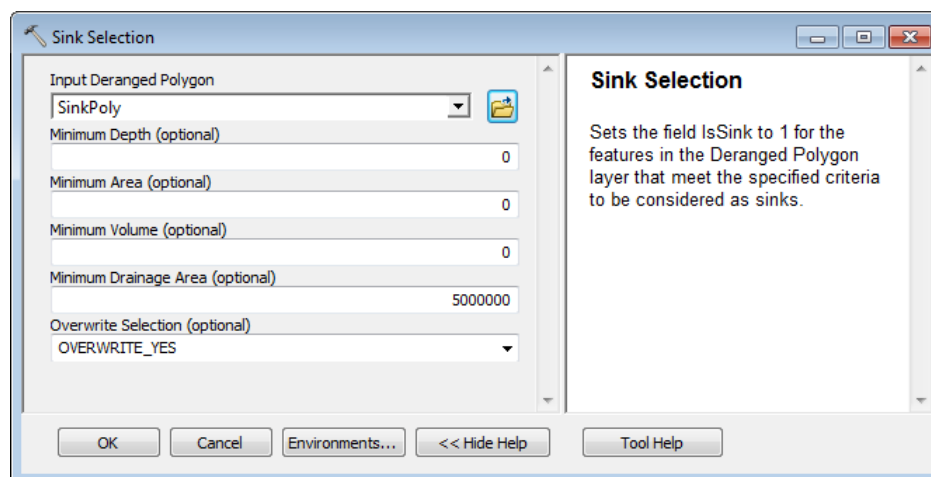 Sink Selection
Input Deranged Polygon
SinkPoly
Minimum Depth (optional)
0
Minimum Area (optional)
0
Minimum Volume (optional)
0
Minimum Drainage Area (optional)
5000000
Overwrite Selection (optional)
OVERWRITE_YES
Sink Selection
Sets the field IsSink to 1 for the
features in the Deranged Polygon
layer that meet the specified criteria
to be considered as sinks.
OK Cancel Environments... << Hide Help Tool Help